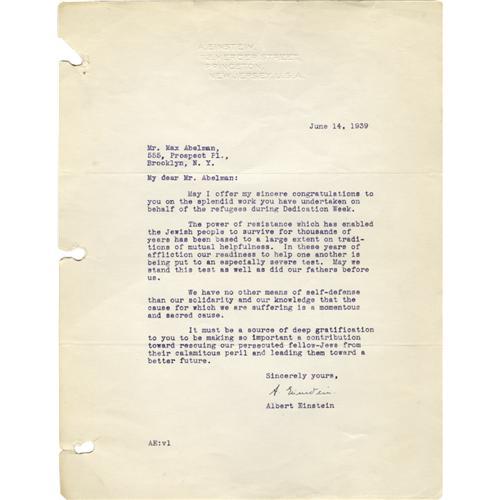 A. EINSTEIN,
112 MERCER STREET,
PRINCETON,
NEW JERSEY, U.S.A.
June 14, 1939
Mr. Max Abelman,
555, Prospect Pl.,
Brooklyn, N. Y.
My dear Mr. Abelman:
May I offer my sincere congratulations to
you on the splendid work you have undertaken on
behalf of the refugees during Dedication Week.
The power of resistance which has enabled
the Jewish people to survive for thousands of
years has been based to a large extent on tradi-
tions of mutual helpfulness. In these years of
affliction our readiness to help one another is
being put to an especially severe test. May we
stand this test as well as did our fathers before
us.
We have no other means of self-defense
than our solidarity and our knowledge that the
cause for which we are suffering is a momentous
and sacred cause.
It must be a source of deep gratification
to you to be making so important a contribution
toward rescuing our persecuted fellow-Jews from
their calamitous peril and leading them toward a
better future.
Sincerely yours,
A. Einstein
Albert Einstein
AE:vl